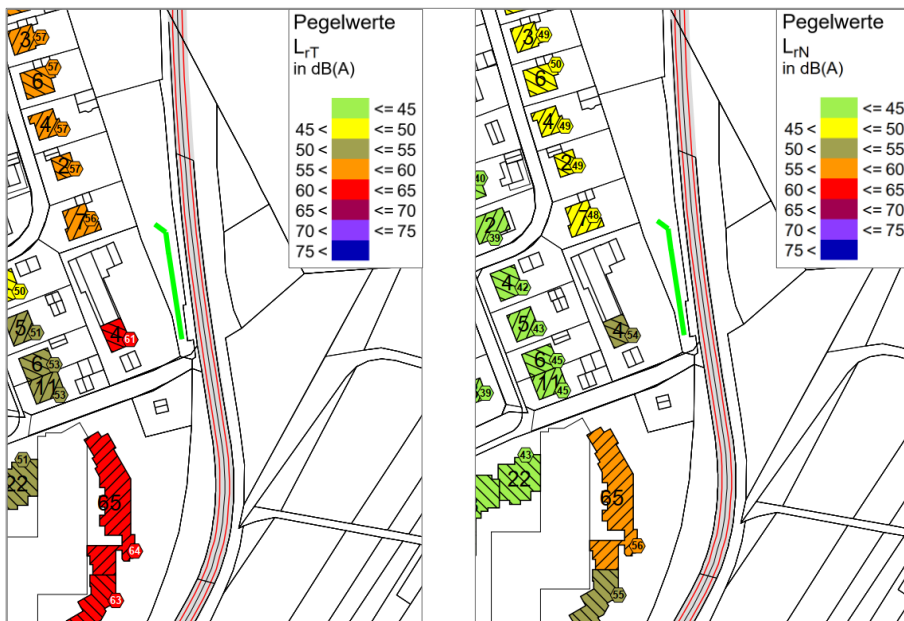 Pegelwerte
LrT
in dB(A)
<= 45
45 < <= 50
50 < <= 55
55 < <= 60
60 < <= 65
65 < <= 70
70 < <= 75
75 <
3 57
57
6
4 57
2 57
7 56
50
5 51
4 61
6 53
11 53
51
22
65
64
63
Pegelwerte
LrN
in dB(A)
<= 45
45 < <= 50
50 < <= 55
55 < <= 60
60 < <= 65
65 < <= 70
70 < <= 75
75 <
3 49
50
6
4 49
2 49
40
2 39
7 48
4 42
5 43
4 54
6 45
11 45
39
43
22
65
56
55